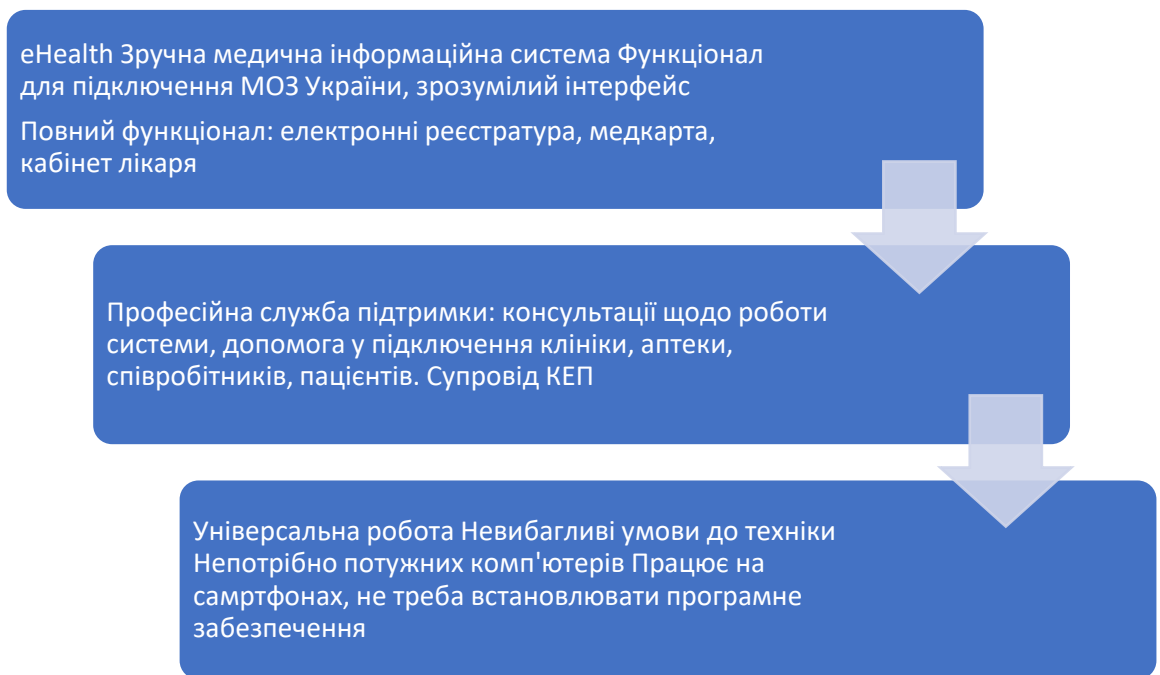 eHealth Зручна медична інформаційна система Функціонал
для підключення МОЗ України, зрозумілий інтерфейс
Повний функціонал: електронні реєстратура, медкарта,
кабінет лікаря
Професійна служба підтримки: консультації щодо роботи
системи, допомога у підключення клініки, аптеки,
співробітників, пацієнтів. Супровід КЕП
Універсальна робота Невибагливі умови до техніки
Непотрібно потужних комп'ютерів Працює на
самртфонах, не треба встановлювати програмне
забезпечення